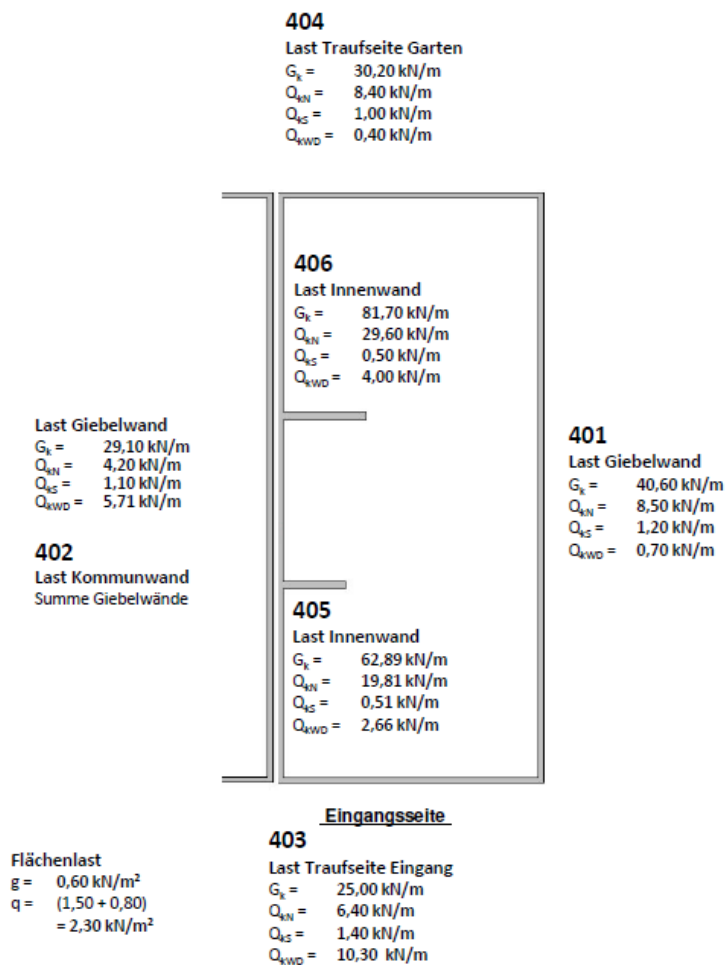 404
Last Traufseite Garten
Gk = 30,20 kN/m
QkN = 8,40 kN/m
QkS = 1,00 kN/m
QkWD = 0,40 kN/m
406
Last Innenwand
Gk = 81,70 kN/m
QkN = 29,60 kN/m
QkS = 0,50 kN/m
QkWD = 4,00 kN/m
Last Giebelwand
Gk = 29,10 kN/m
QkN = 4,20 kN/m
QkS = 1,10 kN/m
QkWD = 5,71 kN/m
402
Last Kommunwand
Summe Giebelwände
401
Last Giebelwand
Gk = 40,60 kN/m
QkN = 8,50 kN/m
QkS = 1,20 kN/m
QkWD = 0,70 kN/m
405
Last Innenwand
Gk = 62,89 kN/m
QkN = 19,81 kN/m
QkS = 0,51 kN/m
QkWD = 2,66 kN/m
Eingangsseite
403
Last Traufseite Eingang
Gk = 25,00 kN/m
QkN = 6,40 kN/m
QkS = 1,40 kN/m
QkWD = 10,30 kN/m
Flächenlast
g = 0,60 kN/m²
q = (1,50 + 0,80)
= 2,30 kN/m²